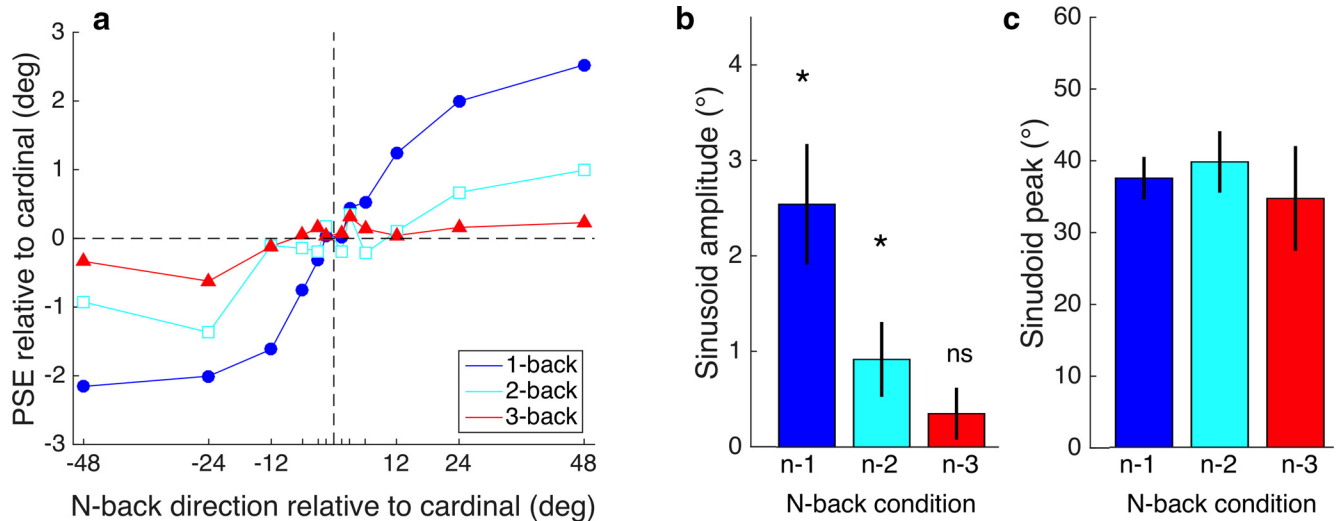 a
PSE relative to cardinal (deg)
3
2
1
0
-1
-2
-3
-48
-24
-12
12
24
48
N-back direction relative to cardinal (deg)
1-back
2-back
3-back
b
Sinusoid amplitude (°)
4
3
2
1
0
*
*
ns
n-1
n-2
n-3
N-back condition
c
Sinudoid peak (°)
60
50
40
30
20
10
0
n-1
n-2
n-3
N-back condition